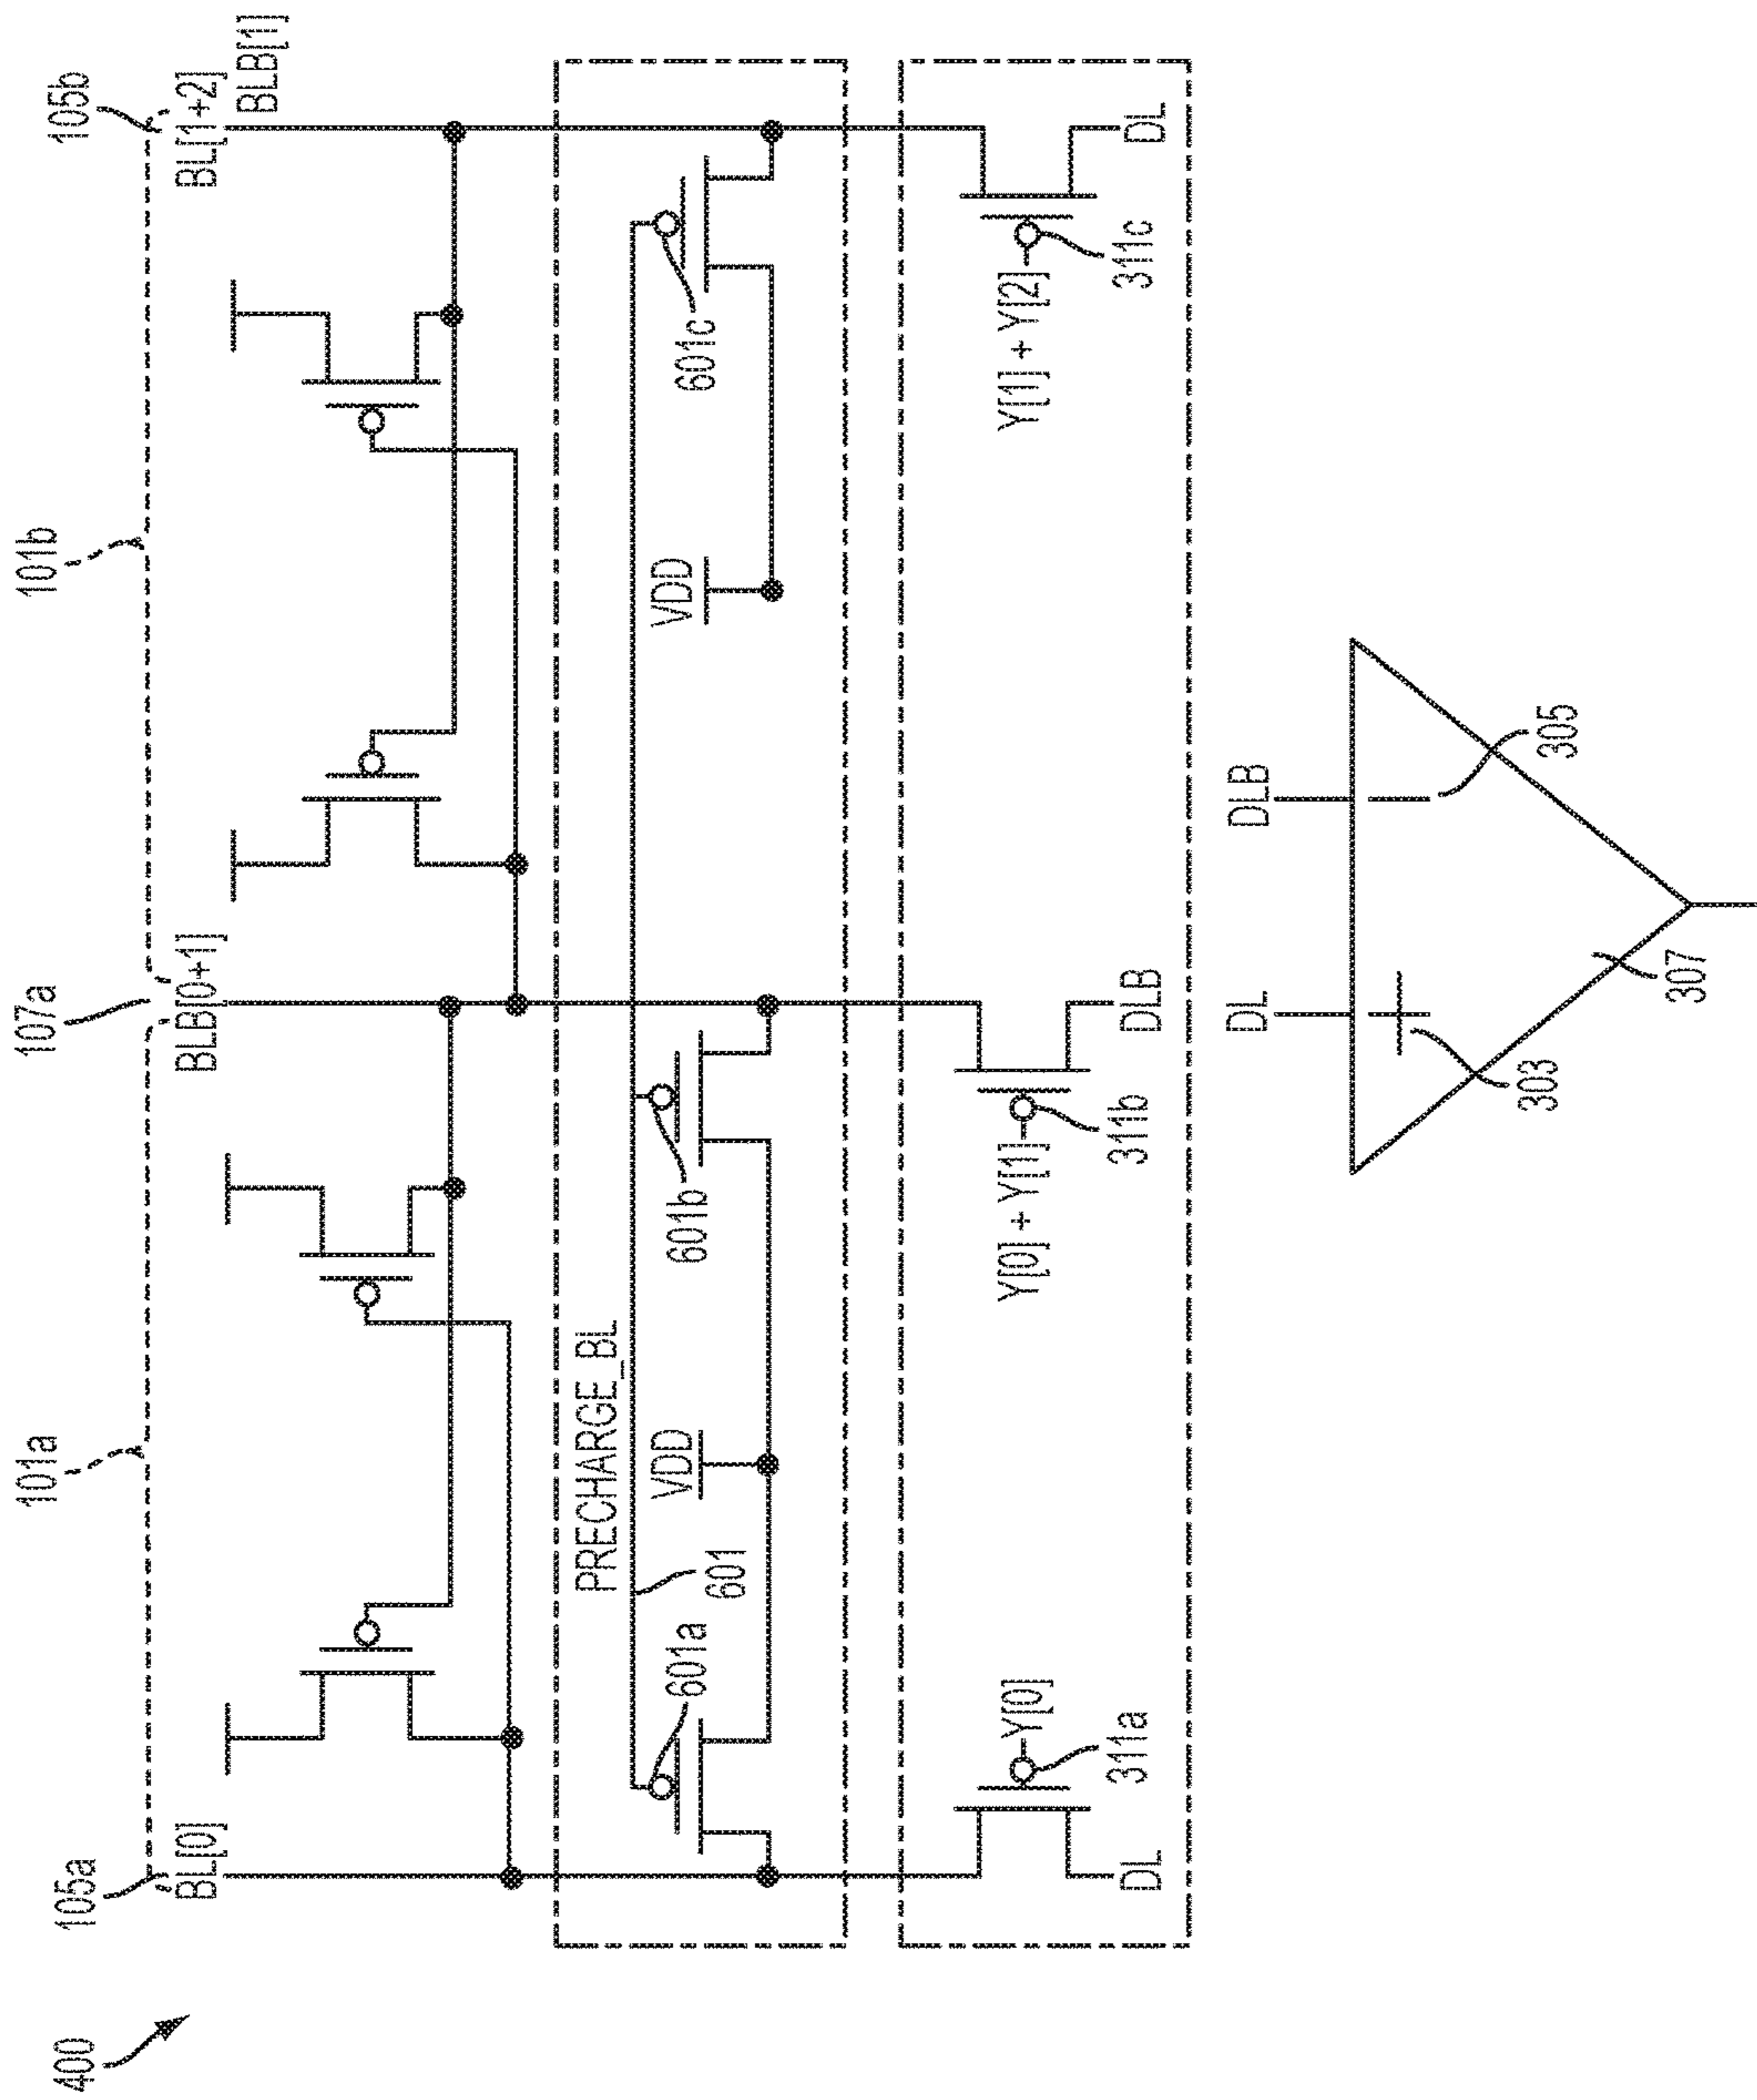 400
101a
101b
105a
107a
105b
BL[0]
BLB[0+1]
BL[1+2]
BLB[1]
PRECHARGE_BL
601a
601
VDD
601b
VDD
601c
Y[0]
Y[0] + Y[1]
Y[1] + Y[2]
311a
311b
311c
DL
DLB
DL
DL
DLB
303
305
307